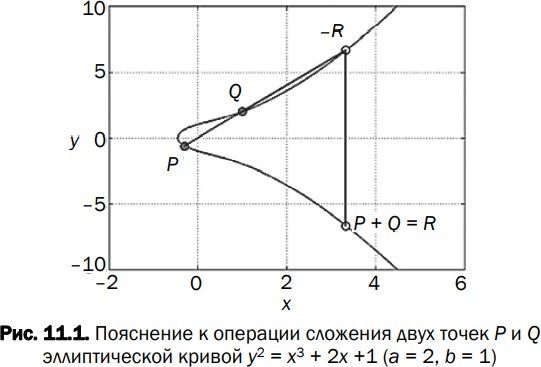 10
–R
5
Q
y 0
P
–5
P + Q = R
–10
–2 0 2 4 6
x
Рис. 11.1. Пояснение к операции сложения двух точек P и Q
эллиптической кривой y² = x³ + 2x +1 (a = 2, b = 1)